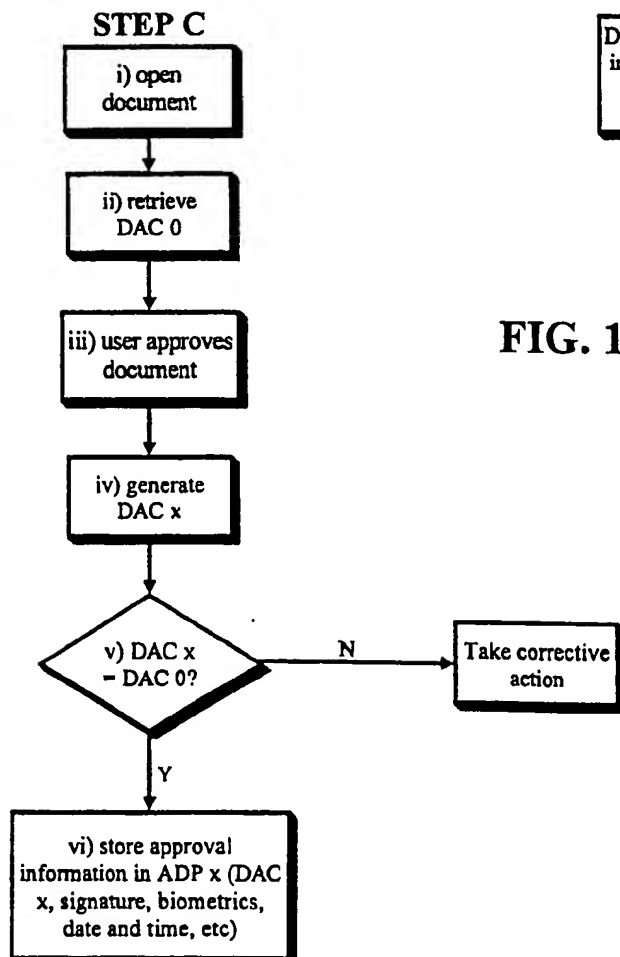 STEP C
i) open
document
ii) retrieve
DAC 0
iii) user approves
document
iv) generate
DAC x
v) DAC x
= DAC 0?
N
Take corrective
action
Y
vi) store approval
information in ADP x (DAC
x, signature, biometrics,
date and time, etc)
FIG. 1